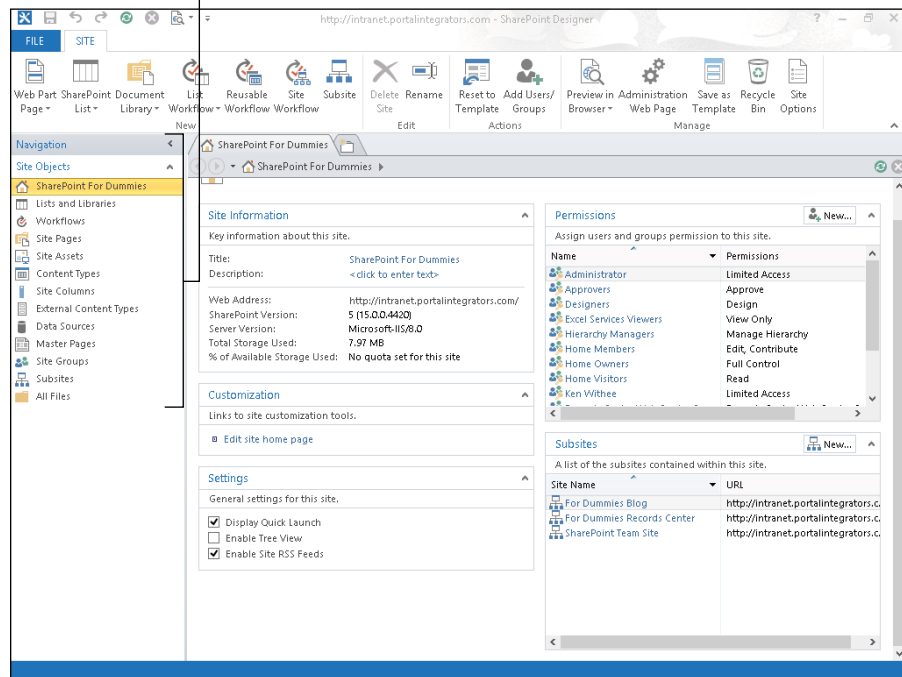 http://intranet.portalintegrators.com - SharePoint Designer
FILE SITE
Web Part Page
SharePoint List
Document Library
List Workflow
Reusable Workflow
Site Workflow
Subsite
Delete Site
Rename
Reset to Template
Add Users/ Groups
Preview in Browser
Administration Web Page
Save as Template
Recycle Bin
Site Options
New Edit Actions Manage
Navigation
Site Objects
SharePoint For Dummies
Lists and Libraries
Workflows
Site Pages
Site Assets
Content Types
Site Columns
External Content Types
Data Sources
Master Pages
Site Groups
Subsites
All Files
SharePoint For Dummies
SharePoint For Dummies
Site Information
Key information about this site.
Title: SharePoint For Dummies
Description: <click to enter text>
Web Address: http://intranet.portalintegrators.com/
SharePoint Version: 5 (15.0.0.4420)
Server Version: Microsoft-IIS/8.0
Total Storage Used: 7.97 MB
% of Available Storage Used: No quota set for this site
Customization
Links to site customization tools.
Edit site home page
Settings
General settings for this site.
Display Quick Launch
Enable Tree View
Enable Site RSS Feeds
Permissions New...
Assign users and groups permission to this site.
Name Permissions
Administrator Limited Access
Approvers Approve
Designers Design
Excel Services Viewers View Only
Hierarchy Managers Manage Hierarchy
Home Members Edit, Contribute
Home Owners Full Control
Home Visitors Read
Ken Withee Limited Access
Subsites New...
A list of the subsites contained within this site.
Site Name URL
For Dummies Blog http://intranet.portalintegrators.c
For Dummies Records Center http://intranet.portalintegrators.c
SharePoint Team Site http://intranet.portalintegrators.c